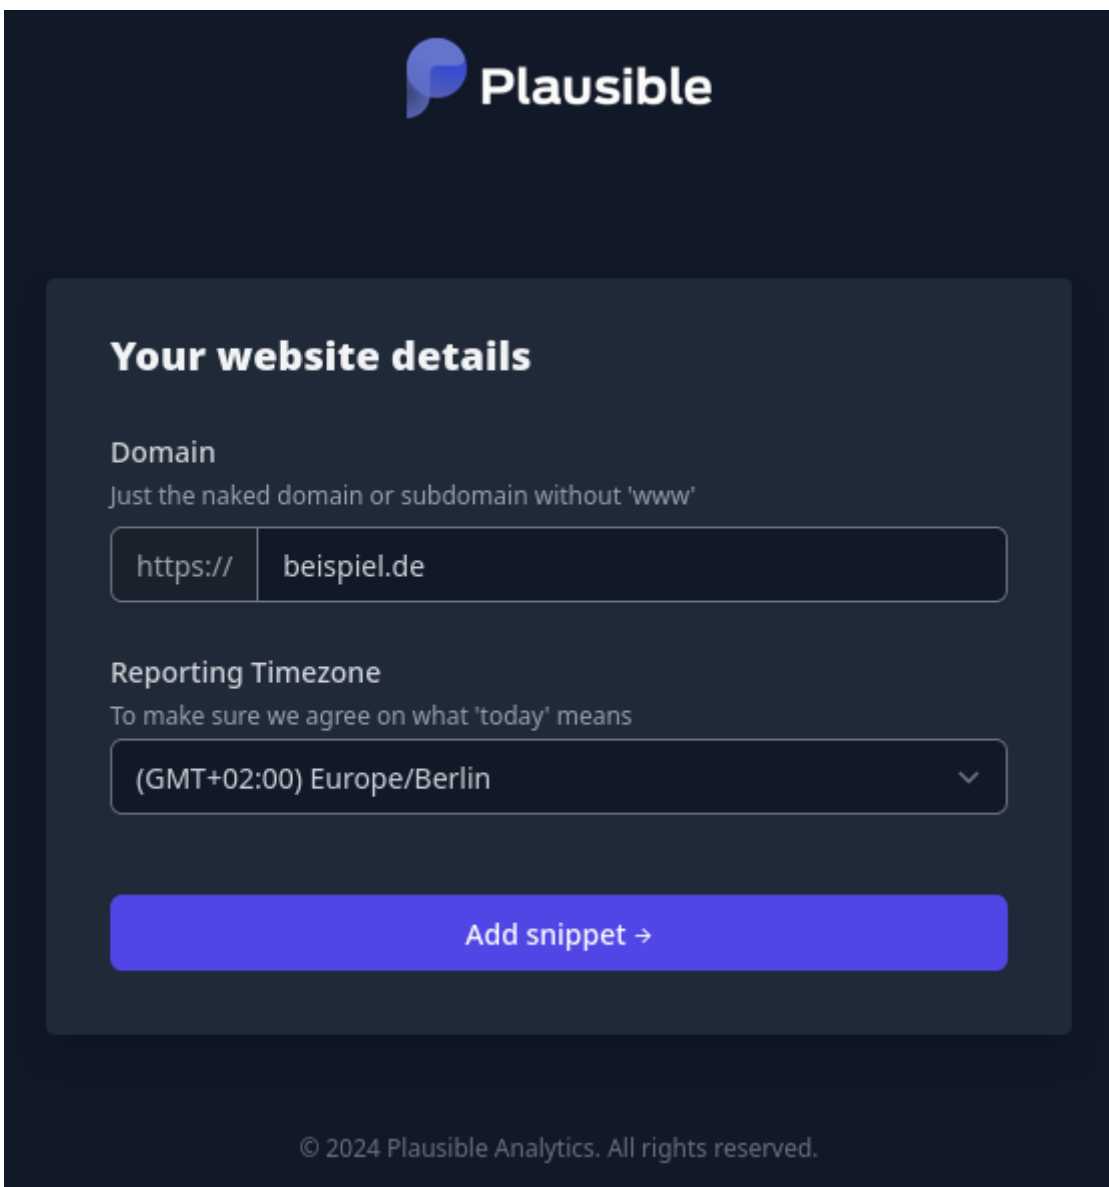 Plausible
Your website details
Domain
Just the naked domain or subdomain without 'www'
https:// beispiel.de
Reporting Timezone
To make sure we agree on what 'today' means
(GMT+02:00) Europe/Berlin
Add snippet →
© 2024 Plausible Analytics. All rights reserved.